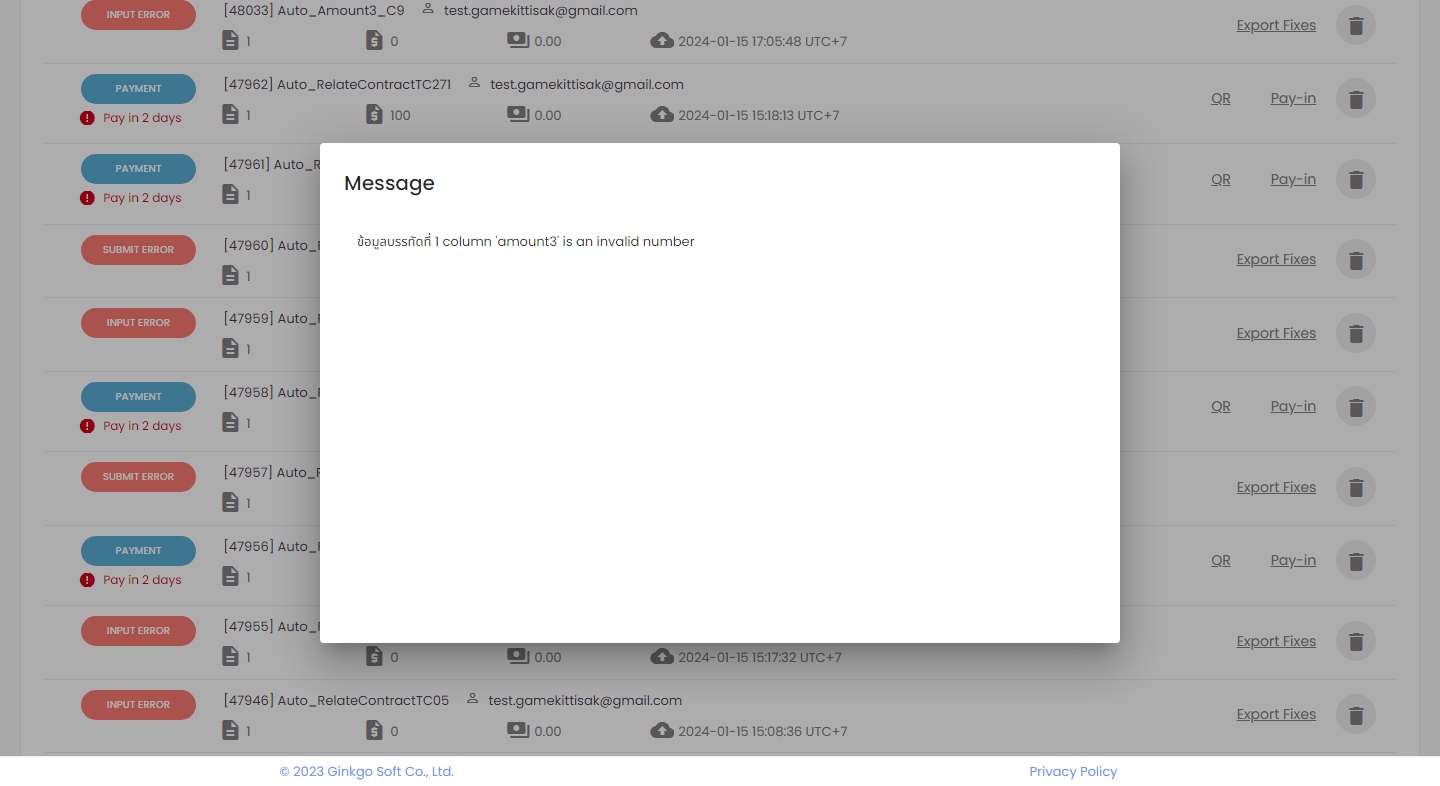 INPUT ERROR [48033] Auto_Amount3_C9 test.gamekittisak@gmail.com Export Fixes
1 0 0.00 2024-01-15 17:05:48 UTC+7
PAYMENT [47962] Auto_RelateContractTC271 test.gamekittisak@gmail.com QR Pay-in
Pay in 2 days 1 100 0.00 2024-01-15 15:18:13 UTC+7
PAYMENT [47961] QR Pay-in
Pay in 2 days 1
SUBMIT ERROR [47960] Export Fixes
1
INPUT ERROR [47959] Export Fixes
1
PAYMENT [47958] QR Pay-in
Pay in 2 days 1
SUBMIT ERROR [47957] Export Fixes
1
PAYMENT [47956] QR Pay-in
Pay in 2 days 1
INPUT ERROR [47955] Export Fixes
1 0 0.00 2024-01-15 15:17:32 UTC+7
INPUT ERROR [47946] Auto_RelateContractTC05 test.gamekittisak@gmail.com Export Fixes
1 0 0.00 2024-01-15 15:08:36 UTC+7
Message
ข้อมูลบรรทัดที่ 1 column 'amount3' is an invalid number
© 2023 Ginkgo Soft Co., Ltd. Privacy Policy